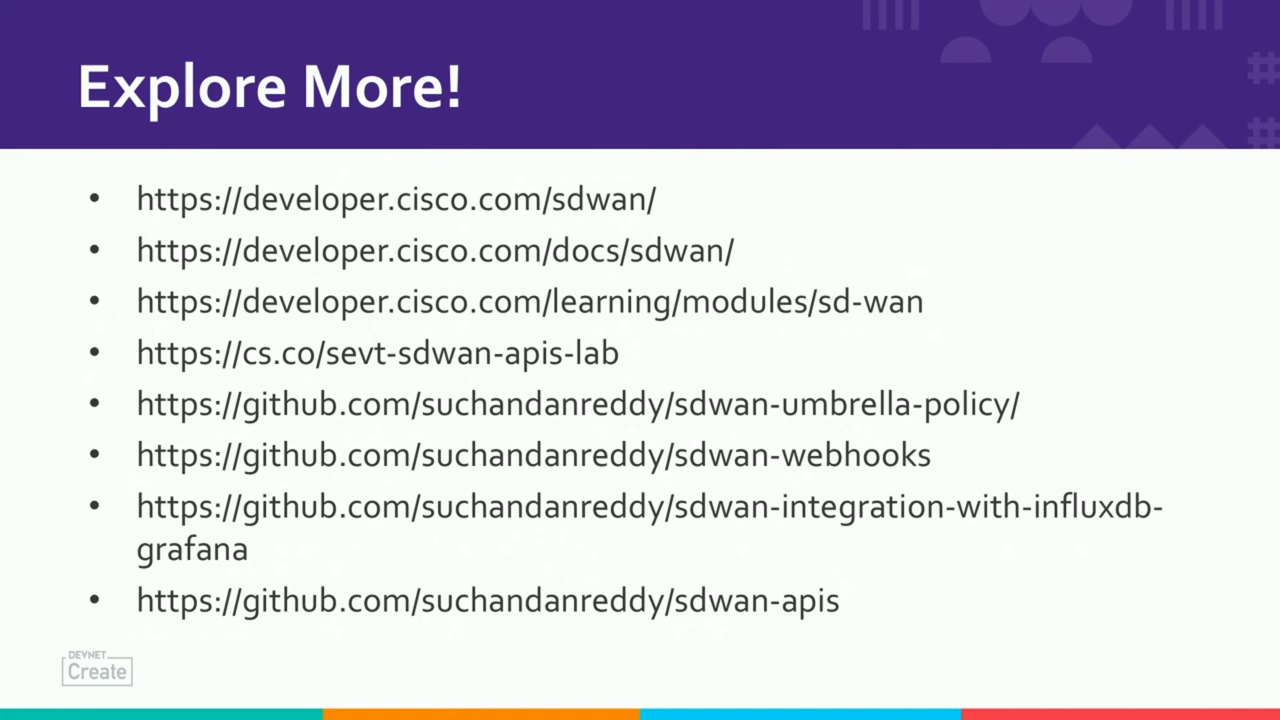 Explore More!
• https://developer.cisco.com/sdwan/
• https://developer.cisco.com/docs/sdwan/
• https://developer.cisco.com/learning/modules/sd-wan
• https://cs.co/sevt-sdwan-apis-lab
• https://github.com/suchandanreddy/sdwan-umbrella-policy/
• https://github.com/suchandanreddy/sdwan-webhooks
• https://github.com/suchandanreddy/sdwan-integration-with-influxdb-
grafana
• https://github.com/suchandanreddy/sdwan-apis
DEVNET
Create